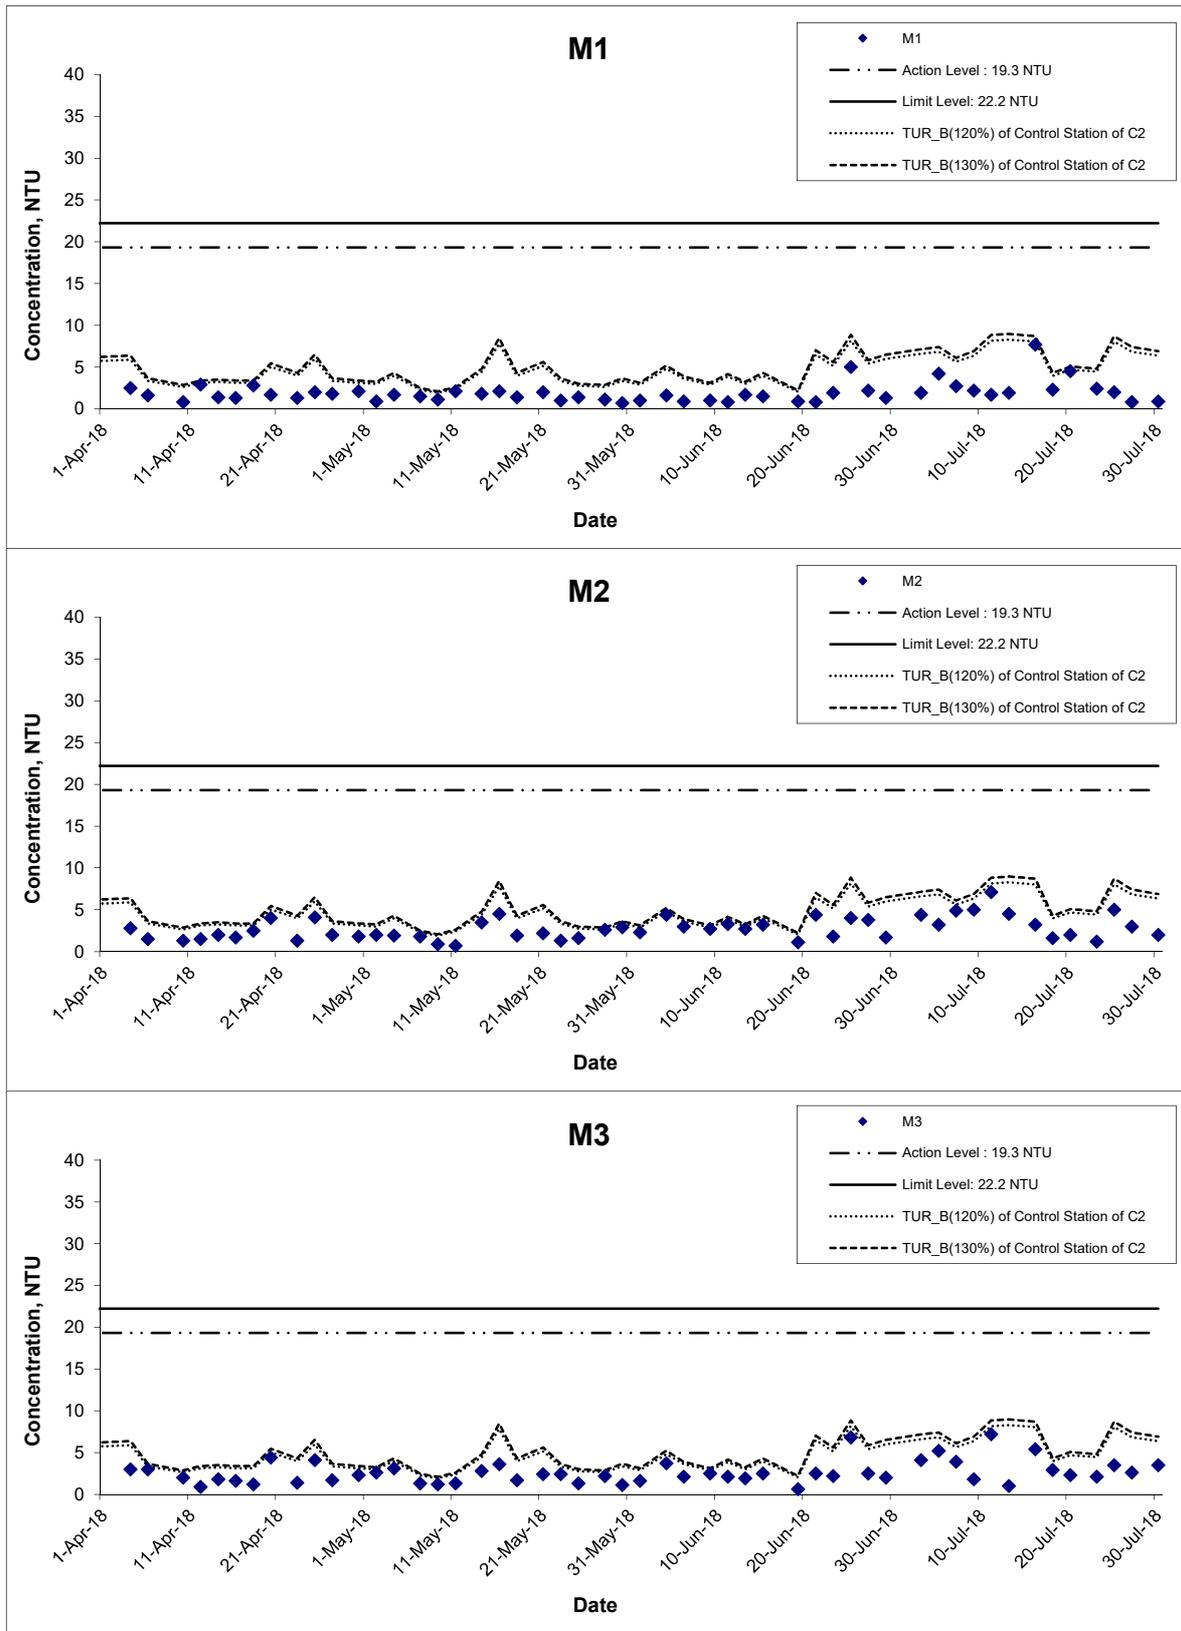 M1
M1
Action Level : 19.3 NTU
Limit Level: 22.2 NTU
TUR_B(120%) of Control Station of C2
TUR_B(130%) of Control Station of C2
Concentration, NTU
40
35
30
25
20
15
10
5
0
1-Apr-18
11-Apr-18
21-Apr-18
1-May-18
11-May-18
21-May-18
31-May-18
10-Jun-18
20-Jun-18
30-Jun-18
10-Jul-18
20-Jul-18
30-Jul-18
Date
M2
M2
Action Level : 19.3 NTU
Limit Level: 22.2 NTU
TUR_B(120%) of Control Station of C2
TUR_B(130%) of Control Station of C2
Concentration, NTU
40
35
30
25
20
15
10
5
0
1-Apr-18
11-Apr-18
21-Apr-18
1-May-18
11-May-18
21-May-18
31-May-18
10-Jun-18
20-Jun-18
30-Jun-18
10-Jul-18
20-Jul-18
30-Jul-18
Date
M3
M3
Action Level : 19.3 NTU
Limit Level: 22.2 NTU
TUR_B(120%) of Control Station of C2
TUR_B(130%) of Control Station of C2
Concentration, NTU
40
35
30
25
20
15
10
5
0
1-Apr-18
11-Apr-18
21-Apr-18
1-May-18
11-May-18
21-May-18
31-May-18
10-Jun-18
20-Jun-18
30-Jun-18
10-Jul-18
20-Jul-18
30-Jul-18
Date